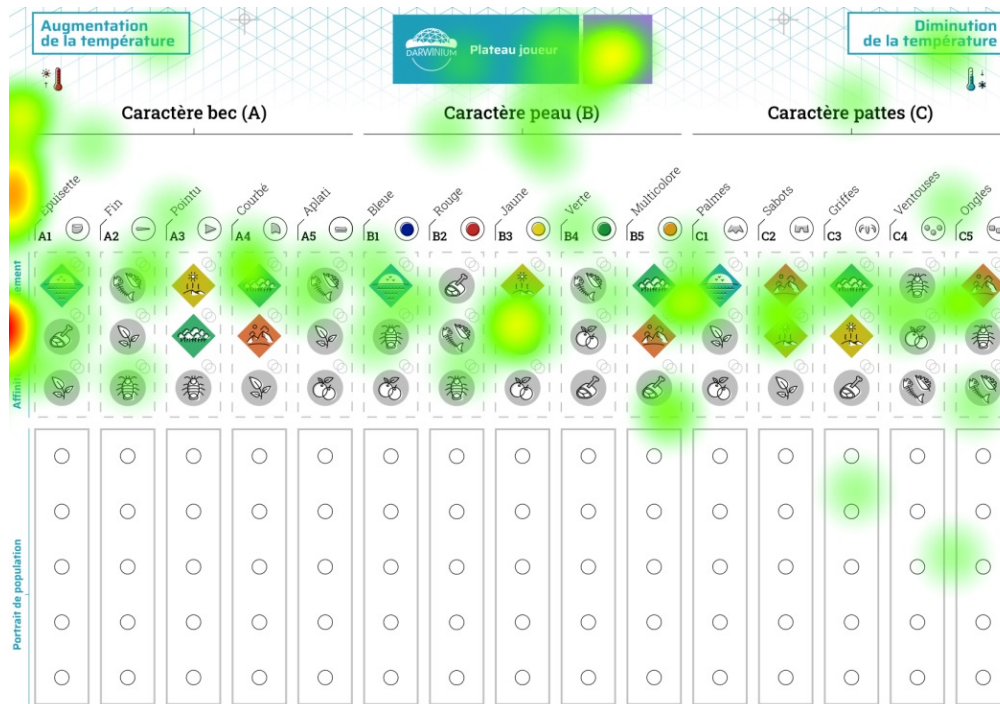 Augmentation
de la température
DARWINIUM
Plateau joueur
Diminution
de la température
Caractère bec (A)
Caractère peau (B)
Caractère pattes (C)
Épuisette
Fin
Pointu
Courbé
Aplati
Bleue
Rouge
Jaune
Verte
Multicolore
Palmes
Sabots
Griffes
Ventouses
Ongles
A1
A2
A3
A4
A5
B1
B2
B3
B4
B5
C1
C2
C3
C4
C5
Portrait de population